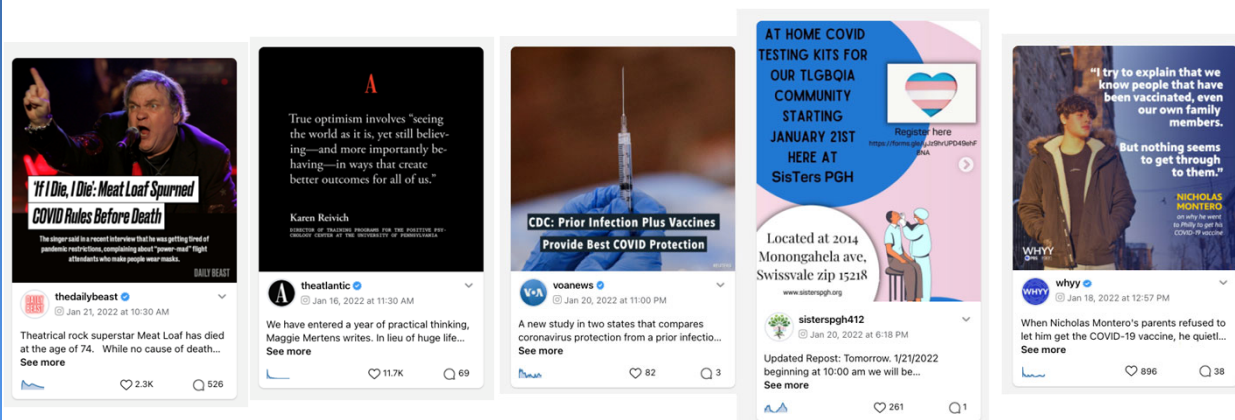 'If I Die, I Die': Meat Loaf Spurned
COVID Rules Before Death
The singer said in a recent interview that he was getting tired of
pandemic restrictions, complaining about "power-mad" flight
attendants who make people wear masks.
DAILY BEAST
thedailybeast
Jan 21, 2022 at 10:30 AM
Theatrical rock superstar Meat Loaf has died
at the age of 74. While no cause of death...
See more
2.3K
526
A
True optimism involves "seeing
the world as it is, yet still believ-
ing—and more importantly be-
having—in ways that create
better outcomes for all of us."
Karen Reivich
DIRECTOR OF TRAINING PROGRAMS FOR THE POSITIVE PSY-
CHOLOGY CENTER AT THE UNIVERSITY OF PENNSYLVANIA
A
theatlantic
Jan 16, 2022 at 11:30 AM
We have entered a year of practical thinking,
Maggie Mertens writes. In lieu of huge life...
See more
11.7K
69
CDC: Prior Infection Plus Vaccines
Provide Best COVID Protection
VOA
voanews
Jan 20, 2022 at 11:00 PM
A new study in two states that compares
coronavirus protection from a prior infectio...
See more
82
3
AT HOME COVID
TESTING KITS FOR
OUR TLGBQIA
COMMUNITY
STARTING
JANUARY 21ST
HERE AT
SisTers PGH
Register here
Located at 2014
Monongahela ave,
Swissvale zip 15218
www.sisterspgh.org
sisterspgh412
Jan 20, 2022 at 6:18 PM
Updated Repost: Tomorrow. 1/21/2022
beginning at 10:00 am we will be...
See more
261
1
"I try to explain that we
know people that have
been vaccinated, even
our own family
members.
But nothing seems
to get through
to them."
NICHOLAS
MONTERO
on why he went
to Philly to get his
COVID-19 vaccine
WHYY
PBS
WHYY
whyy
Jan 18, 2022 at 12:57 PM
When Nicholas Montero's parents refused to
let him get the COVID-19 vaccine, he quietl...
See more
896
38